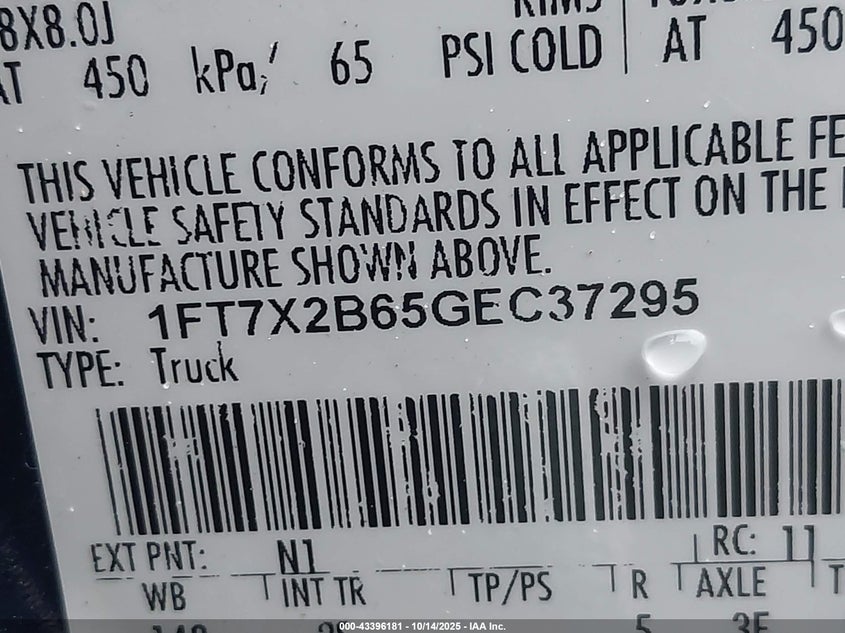 8X8.0J
AT 450 kPa/ 65 PSI COLD AT 450
THIS VEHICLE CONFORMS TO ALL APPLICABLE FE
VEHICLE SAFETY STANDARDS IN EFFECT ON THE
MANUFACTURE SHOWN ABOVE.
VIN: 1FT7X2B65GEC37295
TYPE: Truck
EXT PNT: N1 RC: 11
WB INT TR TP/PS R AXLE T
000-43396181 - 10/14/2025 - IAA Inc.